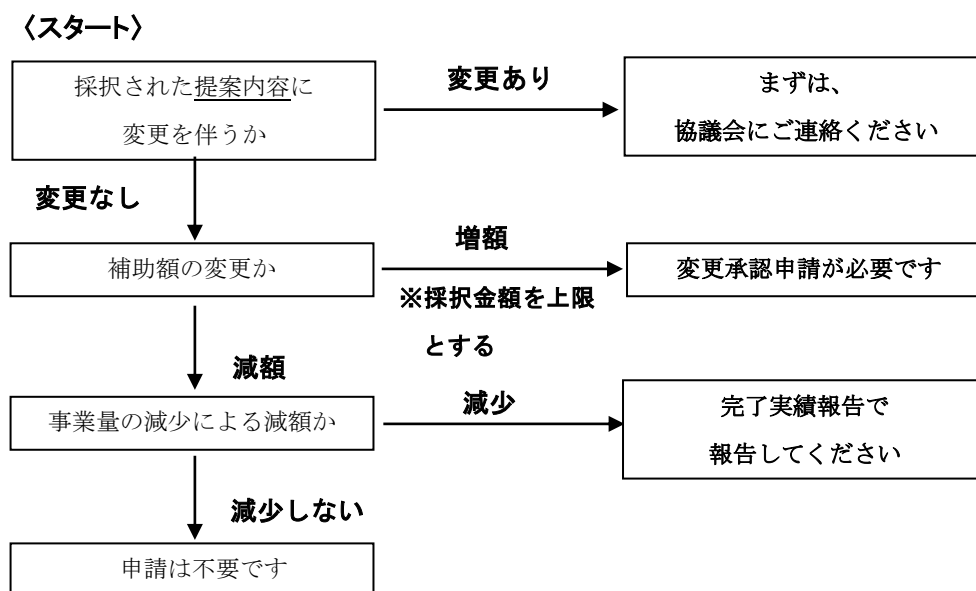 〈スタート〉
採択された提案内容に
変更を伴うか
変更あり
まずは、
協議会にご連絡ください
変更なし
補助額の変更か
増額
※採択金額を上限
とする
変更承認申請が必要です
減額
事業量の減少による減額か
減少
完了実績報告で
報告してください
減少しない
申請は不要です